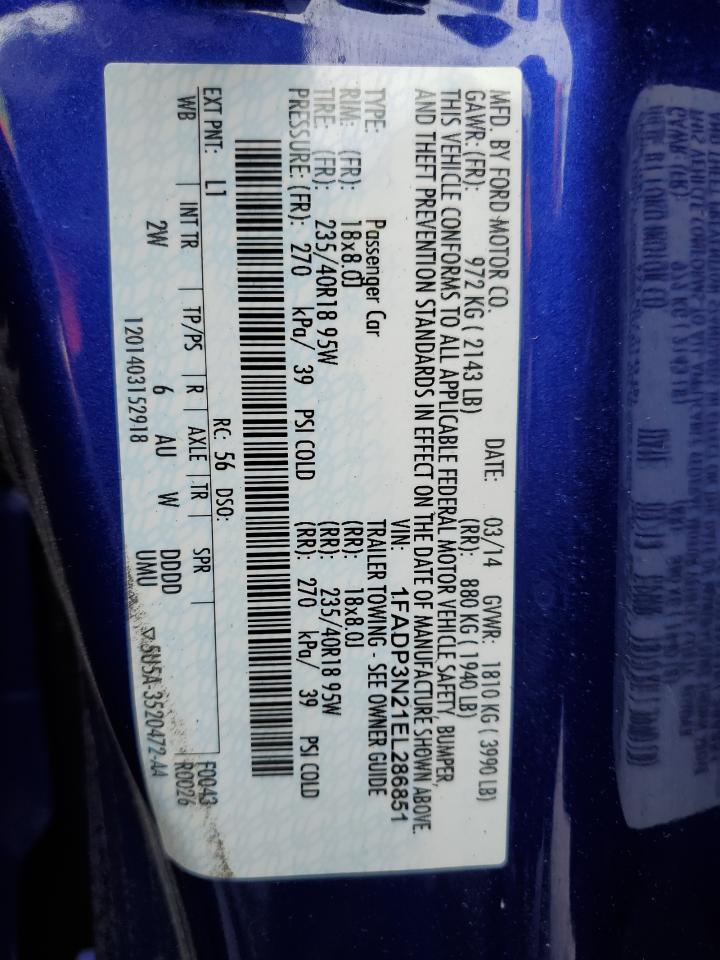 MFD. BY FORD MOTOR CO. DATE: 03/14 GVWR: 1810 KG ( 3990 LB)
GAWR: (FR): 972 KG ( 2143 LB) (RR): 880 KG ( 1940 LB)
THIS VEHICLE CONFORMS TO ALL APPLICABLE FEDERAL MOTOR VEHICLE SAFETY, BUMPER,
AND THEFT PREVENTION STANDARDS IN EFFECT ON THE DATE OF MANUFACTURE SHOWN ABOVE.
VIN: 1FADP3N21EL286851
TYPE: Passenger Car TRAILER TOWING - SEE OWNER GUIDE
RIM: (FR): 18x8.0J (RR): 18x8.0J
TIRE: (FR): 235/40R18 95W (RR): 235/40R18 95W
PRESSURE: (FR): 270 kPa/ 39 PSI COLD (RR): 270 kPa/ 39 PSI COLD
EXT PNT: L1 RC: 56 DSO: F0043
WB INT TR TP/PS R AXLE TR SPR R0026
2W 6 AU W DDDD
1201403152918 UMU ▽5U5A-3520472-AA